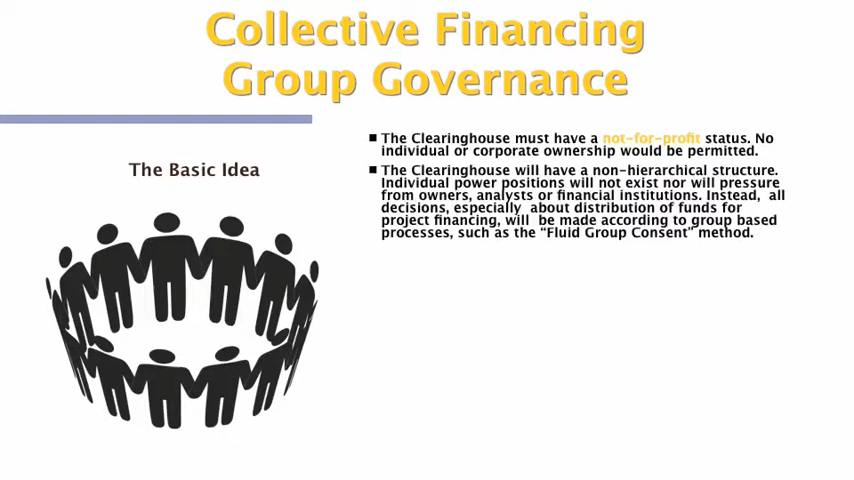 Collective Financing
Group Governance
The Basic Idea
■ The Clearinghouse must have a not-for-profit status. No
individual or corporate ownership would be permitted.
■ The Clearinghouse will have a non-hierarchical structure.
Individual power positions will not exist nor will pressure
from owners, analysts or financial institutions. Instead, all
decisions, especially about distribution of funds for
project financing, will be made according to group based
processes, such as the “Fluid Group Consent” method.